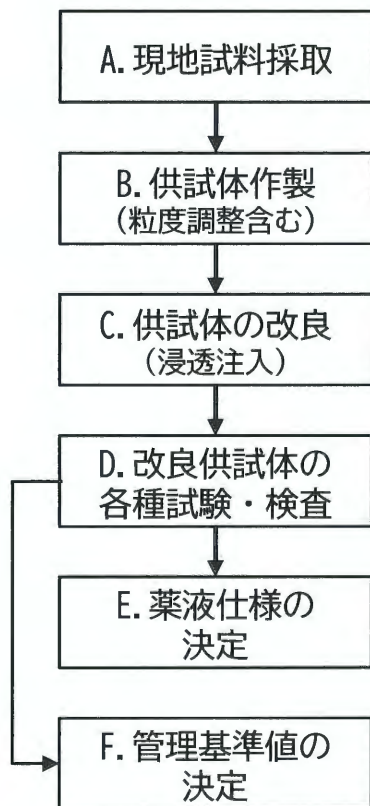 A.現地試料採取
B.供試体作製
(粒度調整含む)
C.供試体の改良
(浸透注入)
D.改良供試体の
各種試験・検査
E.薬液仕様の
決定
F.管理基準値の
決定